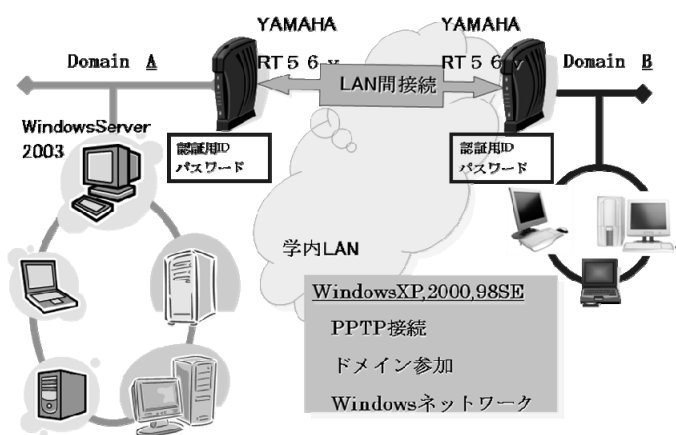 YAMAHA
RT５６v
YAMAHA
RT５６v
Domain A
Domain B
LAN間接続
WindowsServer
2003
認証用ID
パスワード
認証用ID
パスワード
学内LAN
WindowsXP,2000,98SE
PPTP接続
ドメイン参加
Windowsネットワーク